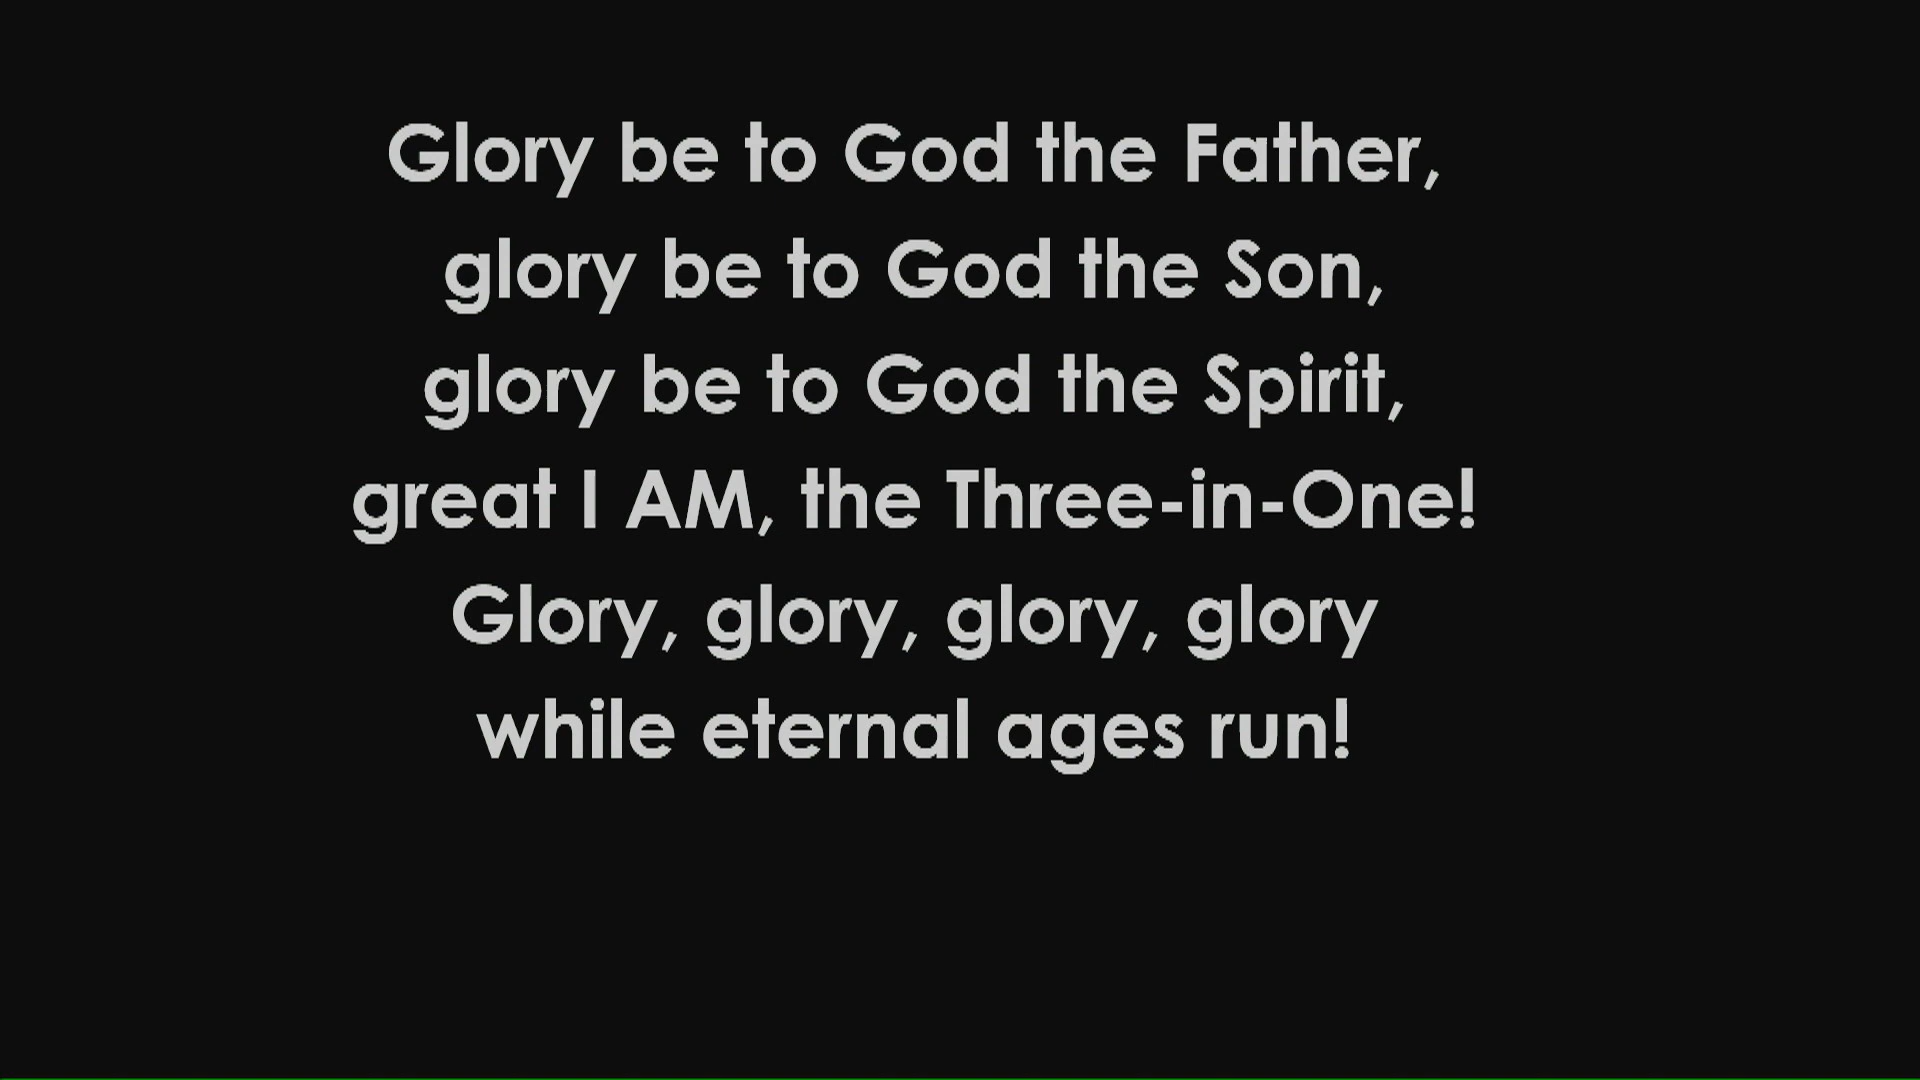 Glory be to God the Father,
glory be to God the Son,
glory be to God the Spirit,
great I AM, the Three-in-One!
Glory, glory, glory, glory
while eternal ages run!